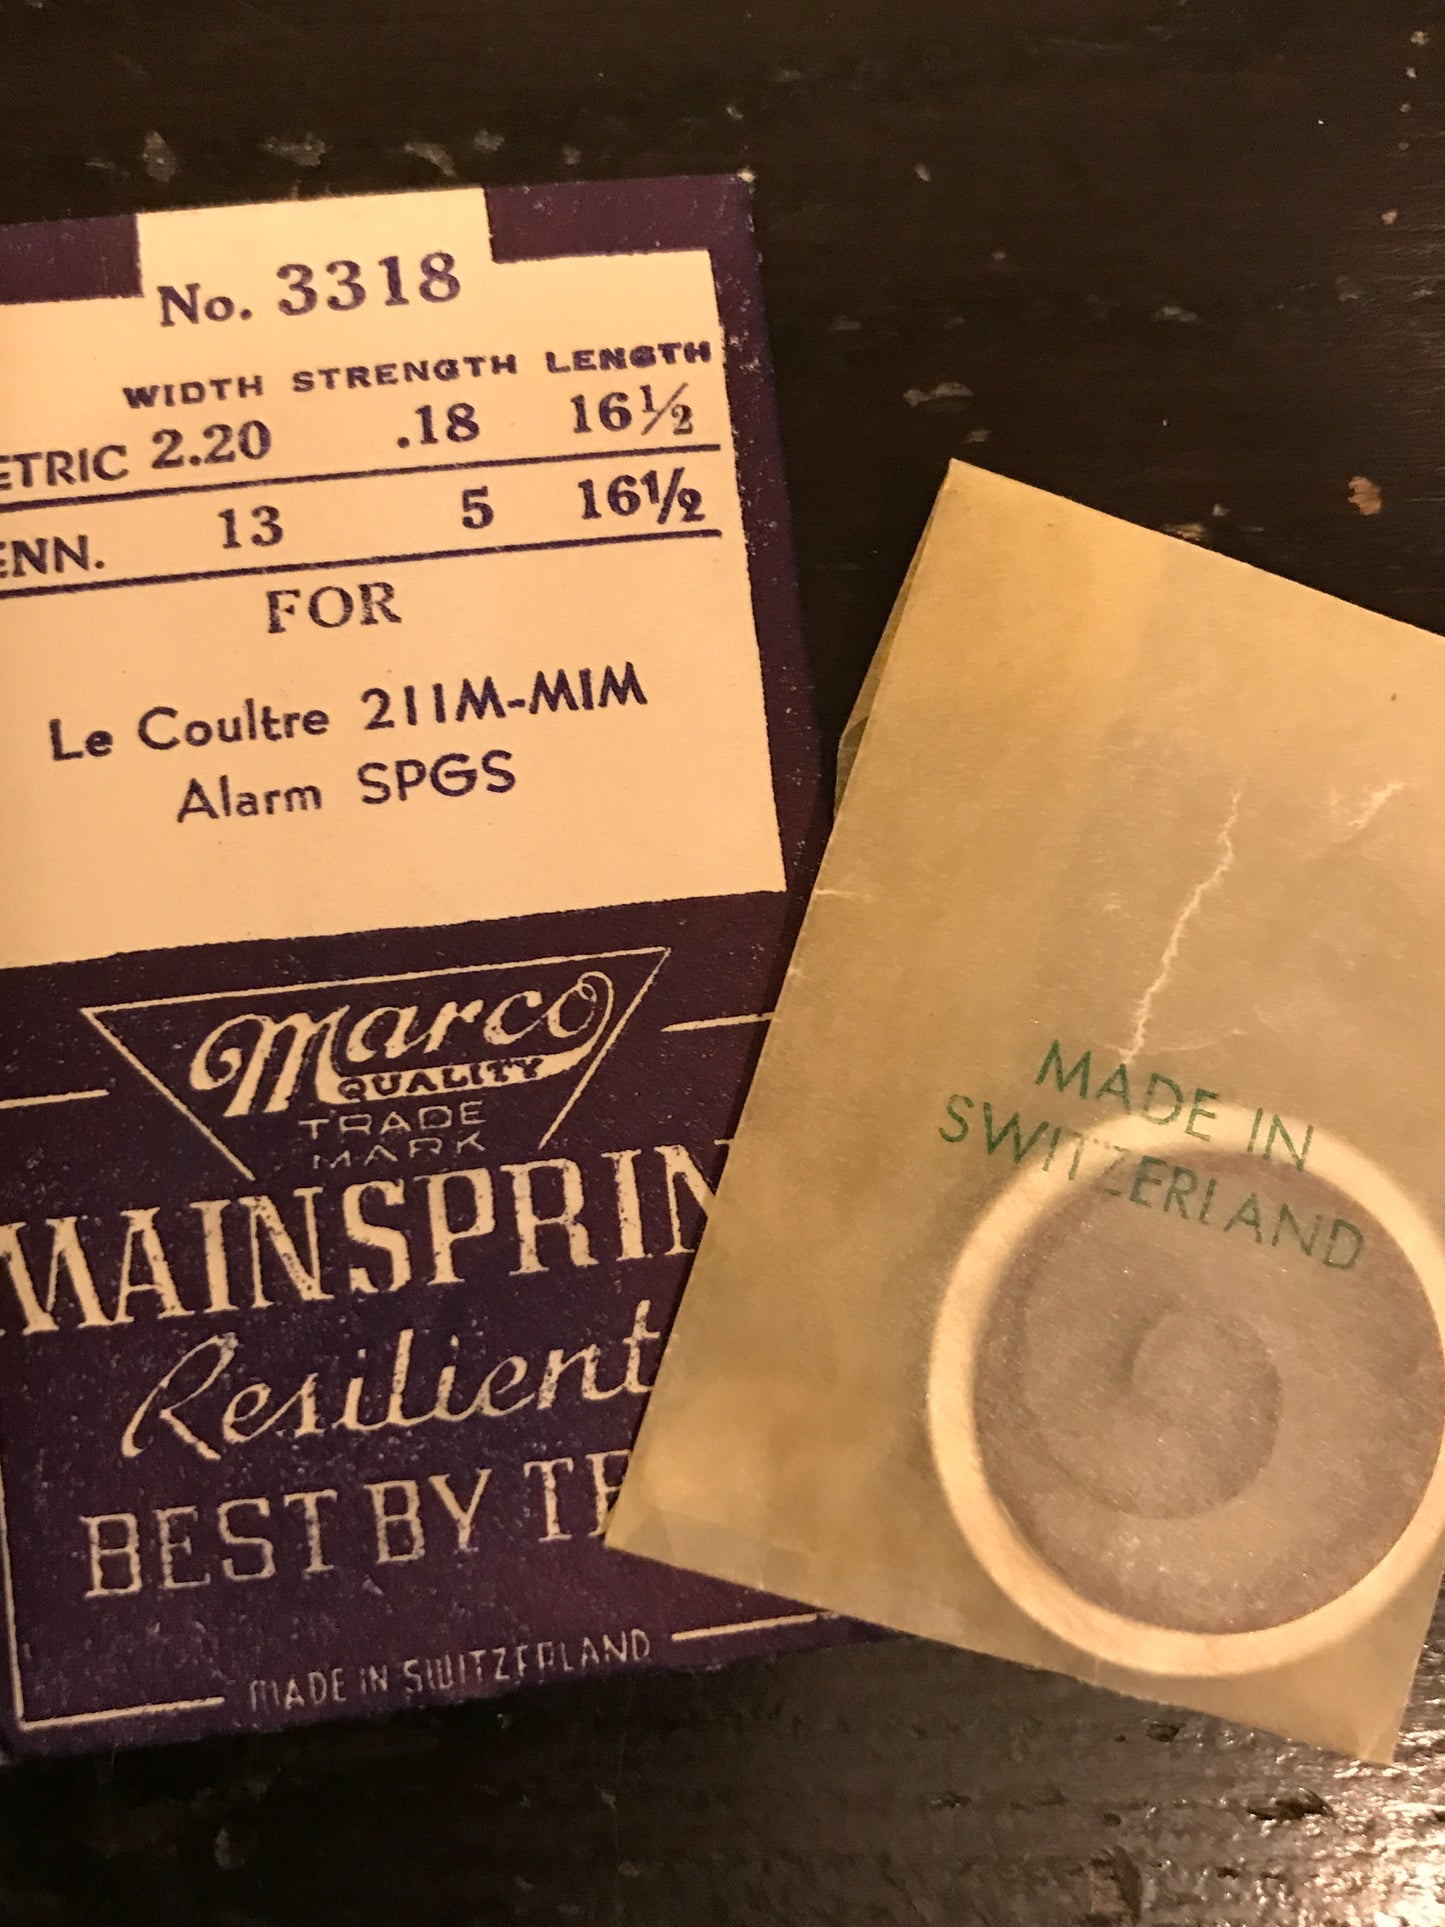 No. 3318
WIDTH STRENGTH LENGTH
ETRIC 2.20 .18 16½
ENN. 13 5 16½
FOR
Le Coultre 211M-M1M
Alarm SPGS
Marco
QUALITY
TRADE
MARK
MAINSPRIN
Resilient
BEST BY TE
MADE IN SWITZERLAND
MADE IN
SWITZERLAND